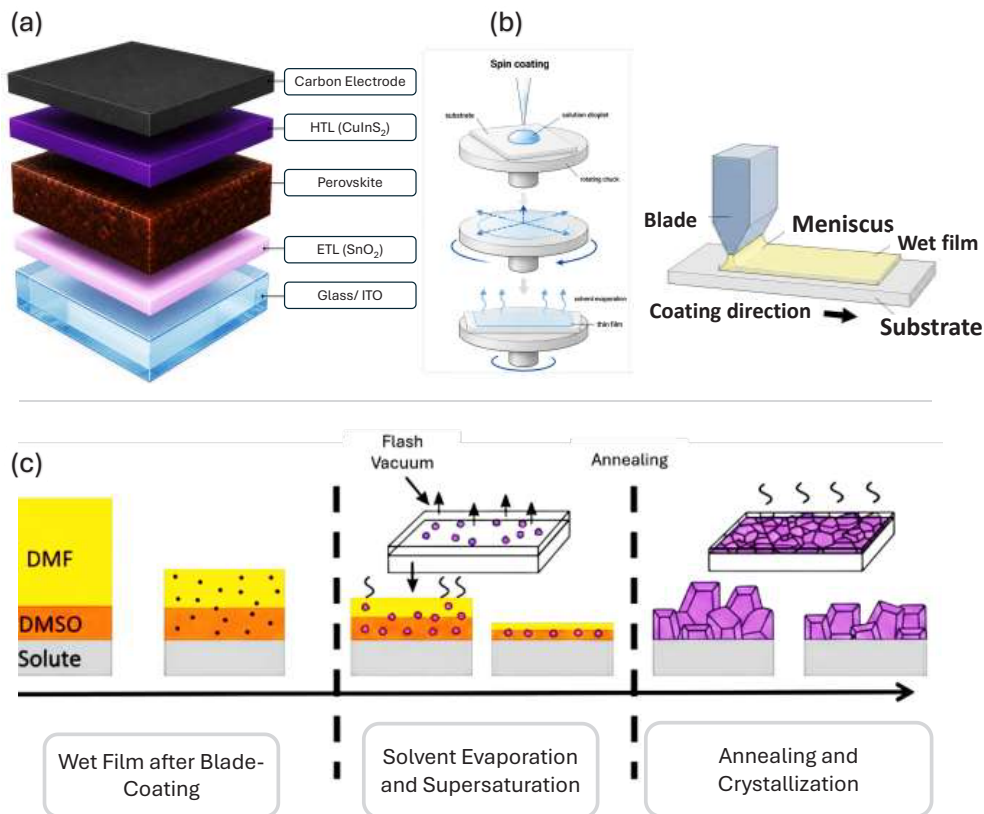 (a)
Carbon Electrode
HTL (CuInS₂)
Perovskite
ETL (SnO₂)
Glass/ ITO
(b)
Spin coating
substrate
solution droplet
rotating chuck
solvent evaporation
thin film
Blade
Meniscus
Wet film
Coating direction
Substrate
(c)
Flash
Vacuum
Annealing
DMF
DMSO
Solute
Wet Film after Blade-
Coating
Solvent Evaporation
and Supersaturation
Annealing and
Crystallization